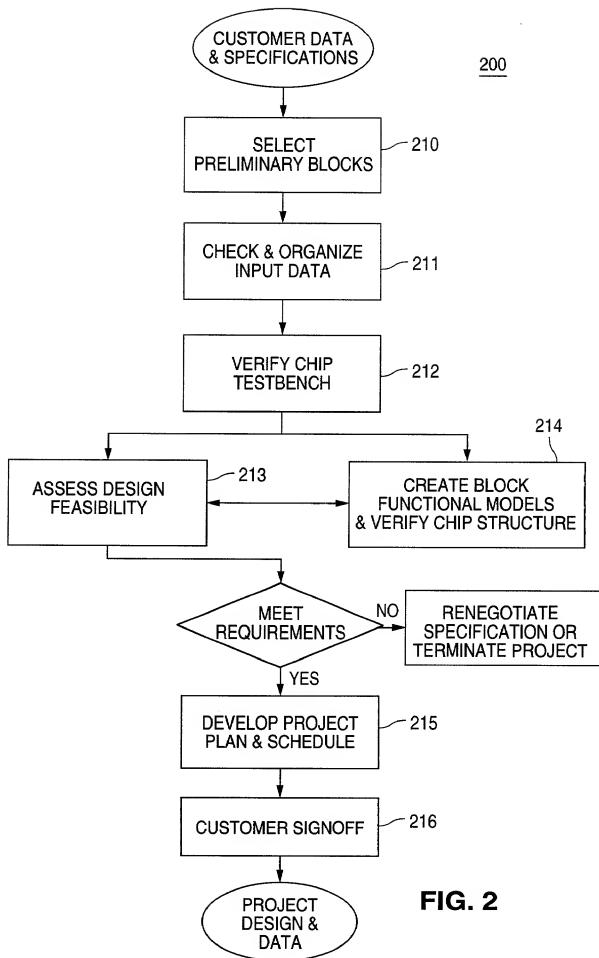 CUSTOMER DATA
& SPECIFICATIONS
200
SELECT
PRELIMINARY BLOCKS
210
CHECK & ORGANIZE
INPUT DATA
211
VERIFY CHIP
TESTBENCH
212
214
ASSESS DESIGN
FEASIBILITY
213
CREATE BLOCK
FUNCTIONAL MODELS
& VERIFY CHIP STRUCTURE
MEET
REQUIREMENTS
NO
RENEGOTIATE
SPECIFICATION OR
TERMINATE PROJECT
YES
DEVELOP PROJECT
PLAN & SCHEDULE
215
CUSTOMER SIGNOFF
216
PROJECT
DESIGN &
DATA
FIG. 2